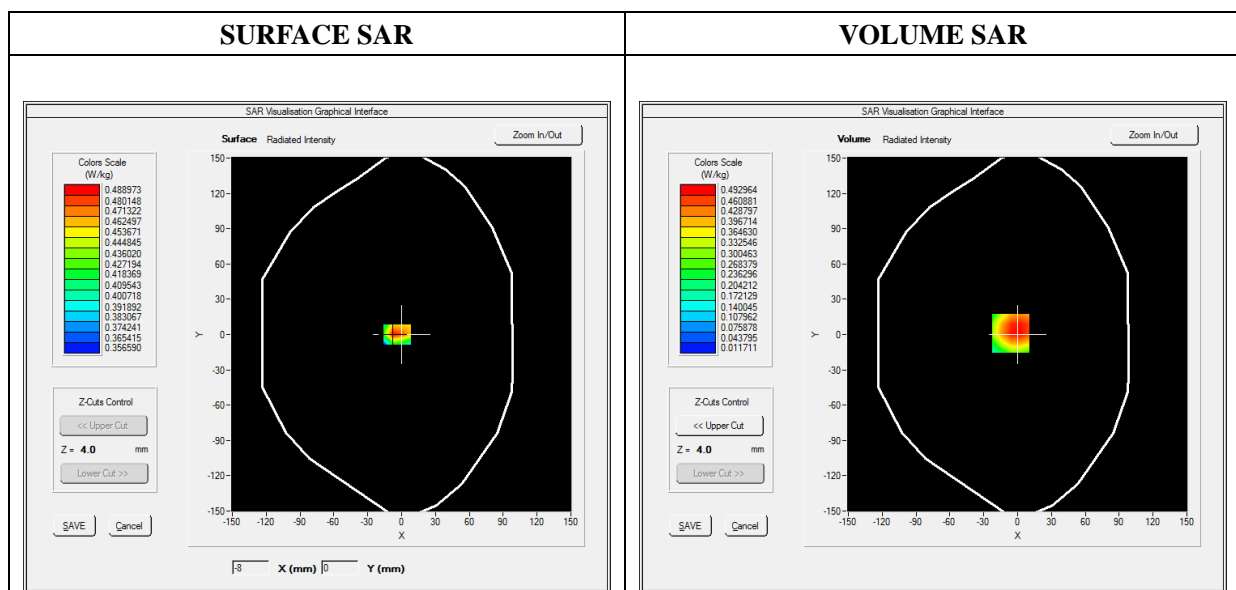 SURFACE SAR
VOLUME SAR
SAR Visualisation Graphical Interface
Surface Radiated Intensity
Zoom In/Out
Colors Scale
(W/kg)
0.488973
0.480148
0.471322
0.462497
0.453671
0.444845
0.436020
0.427194
0.418369
0.409543
0.400718
0.391892
0.383067
0.374241
0.365415
0.356590
150
120
90
60
30
0
-30
-60
-90
-120
-150
Y
-150 -120 -90 -60 -30 0 30 60 90 120 150
X
Z-Cuts Control
<< Upper Cut
Z = 4.0 mm
Lower Cut >>
SAVE Cancel
-8 X (mm) 0 Y (mm)
SAR Visualisation Graphical Interface
Volume Radiated Intensity
Zoom In/Out
Colors Scale
(W/kg)
0.492964
0.460881
0.428797
0.396714
0.364630
0.332546
0.300463
0.268379
0.236296
0.204212
0.172129
0.140045
0.107962
0.075878
0.043795
0.011711
150
120
90
60
30
0
-30
-60
-90
-120
-150
Y
-150 -120 -90 -60 -30 0 30 60 90 120 150
X
Z-Cuts Control
<< Upper Cut
Z = 4.0 mm
Lower Cut >>
SAVE Cancel